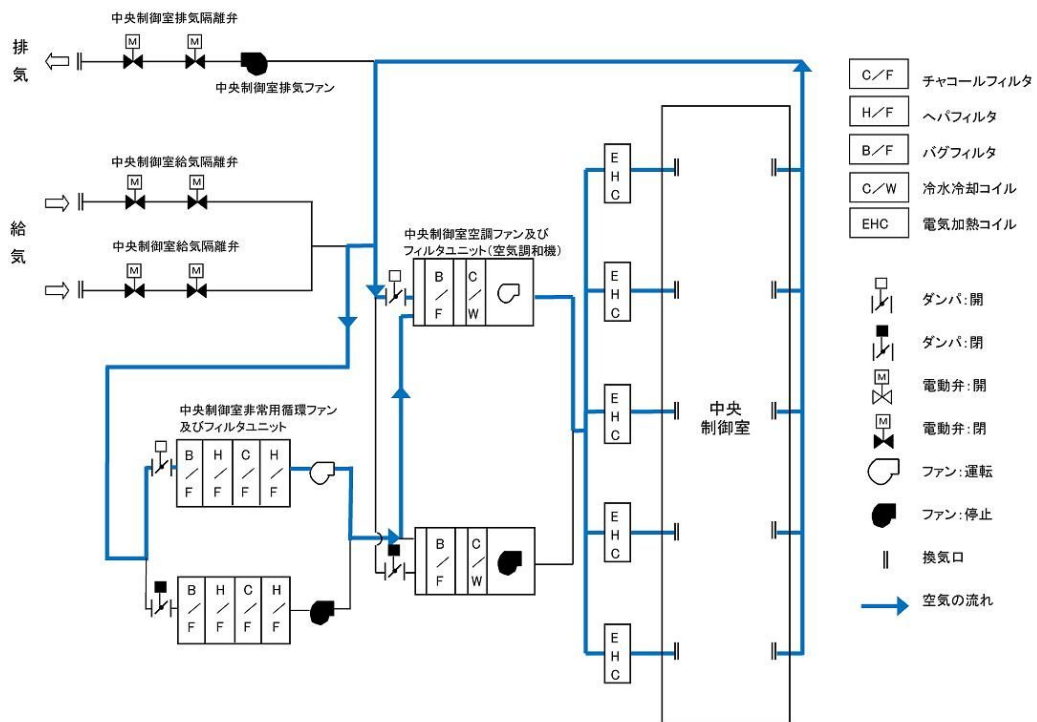 中央制御室排気隔離弁
M
M
排
気
中央制御室排気ファン
中央制御室給気隔離弁
M
M
給
気
中央制御室給気隔離弁
M
M
中央制御室空調ファン及び
フィルタユニット(空気調和機)
B/F
C/W
中央制御室非常用循環ファン
及びフィルタユニット
B/F
H/F
C/F
H/F
B/F
H/F
C/F
H/F
B/F
C/W
EHC
EHC
EHC
EHC
EHC
中央
制御室
C/F
チャコールフィルタ
H/F
ヘパフィルタ
B/F
バグフィルタ
C/W
冷水冷却コイル
EHC
電気加熱コイル
ダンパ:開
ダンパ:閉
M
電動弁:開
M
電動弁:閉
ファン:運転
ファン:停止
換気口
空気の流れ